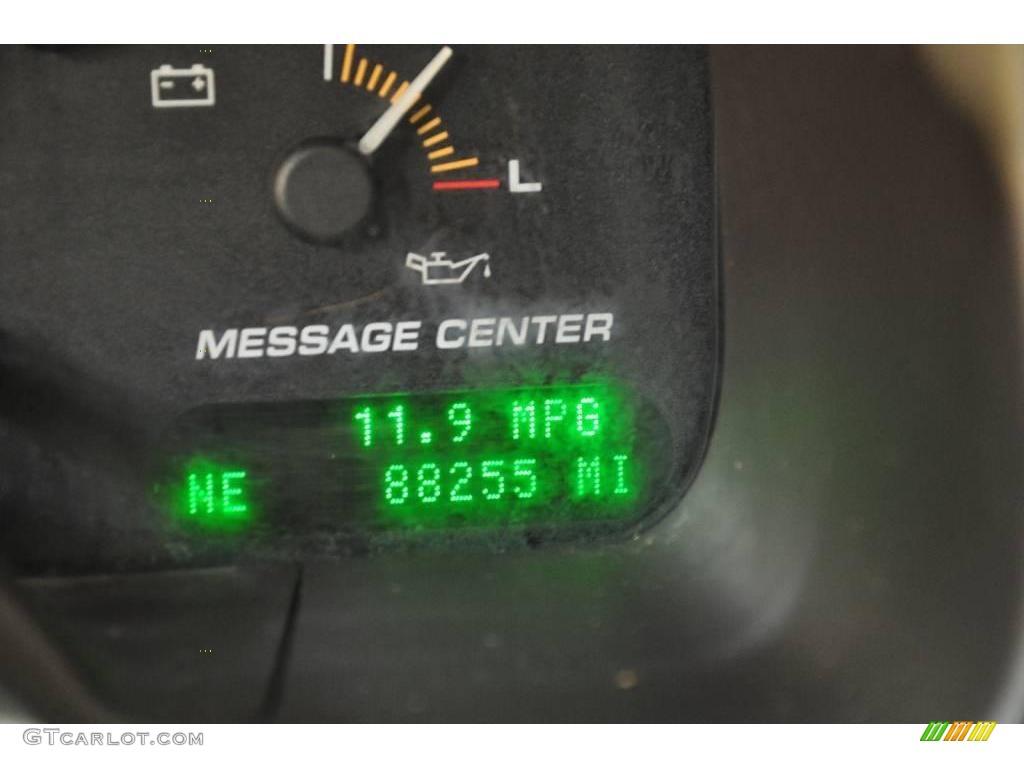 L
MESSAGE CENTER
11.9 MPG
NE 88255 MI
GTCARLOT.COM